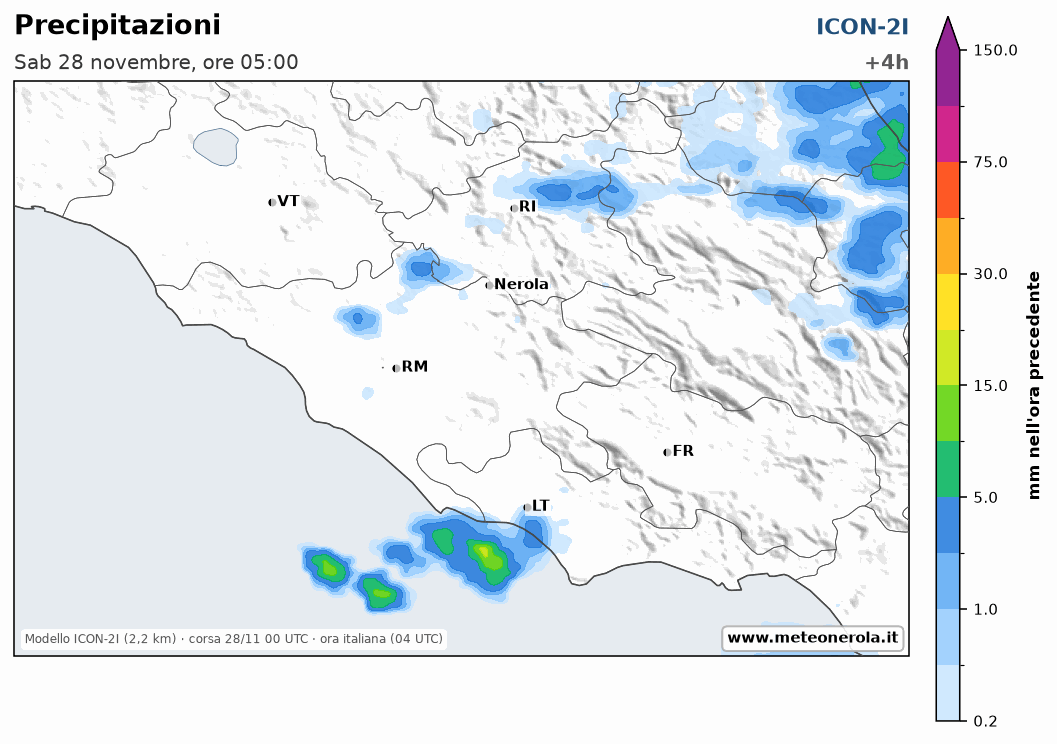 Precipitazioni
ICON-2I
Sab 28 novembre, ore 05:00
+4h
150.0
75.0
30.0
15.0
5.0
1.0
0.2
mm nell'ora precedente
VT
RI
Nerola
RM
FR
LT
Modello ICON-2I (2,2 km) · corsa 28/11 00 UTC · ora italiana (04 UTC)
www.meteonerola.it